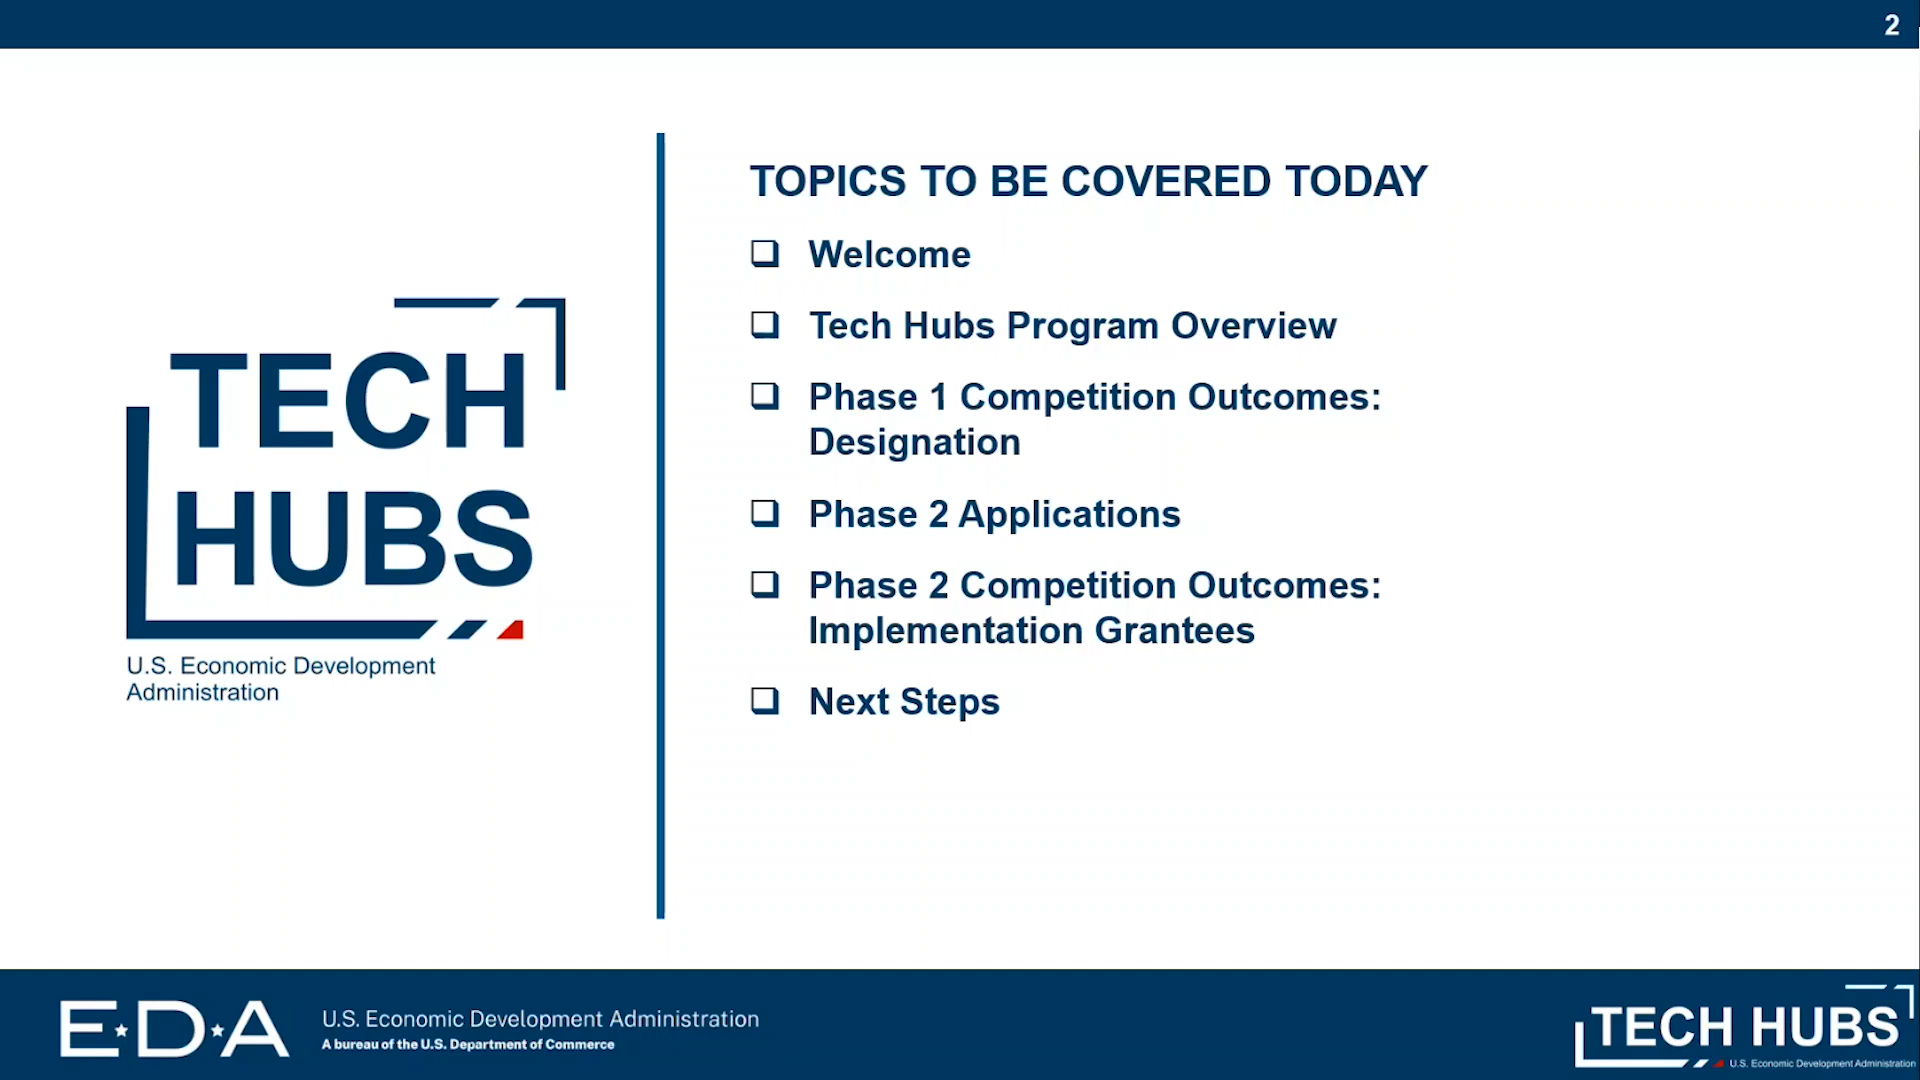 2
TECH
HUBS
U.S. Economic Development
Administration
TOPICS TO BE COVERED TODAY
Welcome
Tech Hubs Program Overview
Phase 1 Competition Outcomes:
Designation
Phase 2 Applications
Phase 2 Competition Outcomes:
Implementation Grantees
Next Steps
EDA
U.S. Economic Development Administration
A bureau of the U.S. Department of Commerce
TECH HUBS
U.S. Economic Development Administration